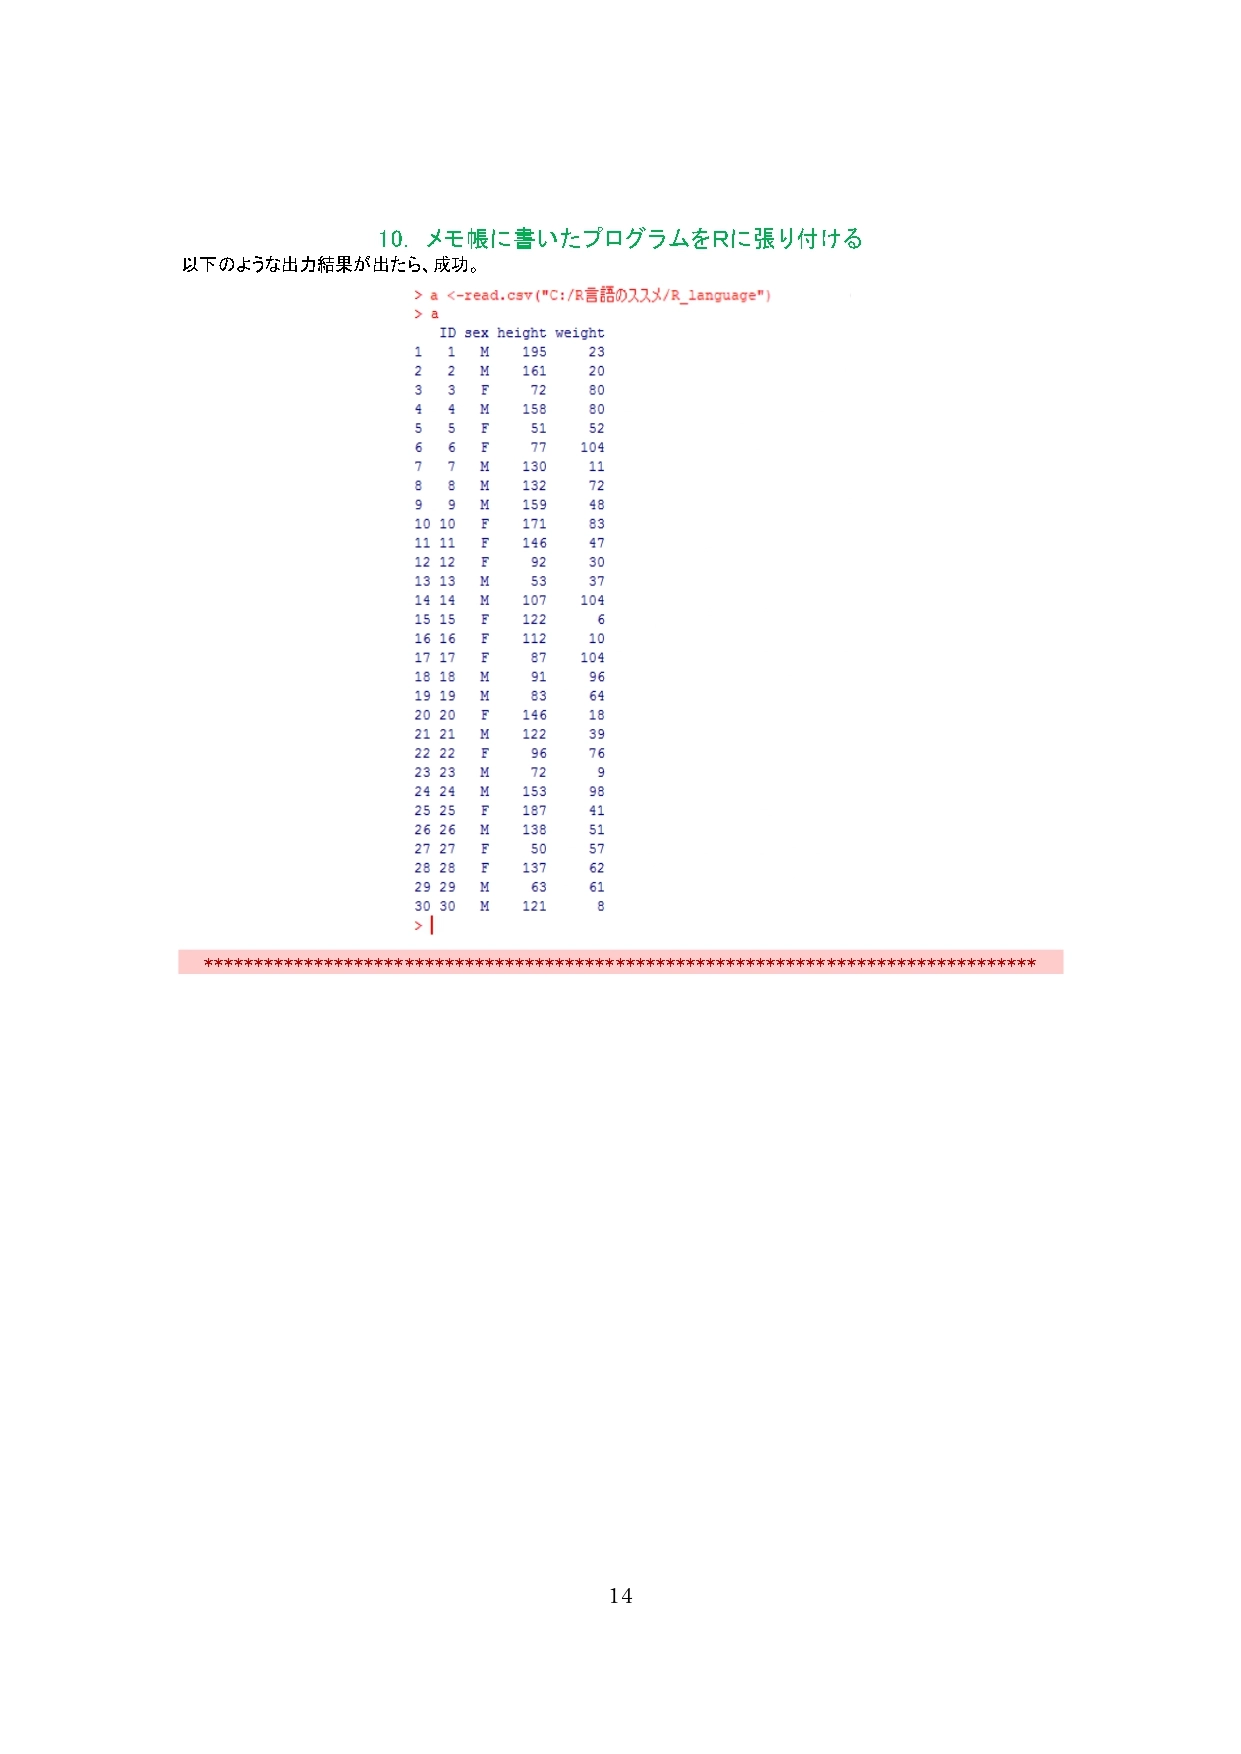 10. メモ帳に書いたプログラムをRに張り付ける
以下のような出力結果が出たら、成功。
> a <-read.csv("C:/R言語のススメ/R_language")
> a
   ID sex height weight
1   1   M    195     23
2   2   M    161     20
3   3   F     72     80
4   4   M    158     80
5   5   F     51     52
6   6   F     77    104
7   7   M    130     11
8   8   M    132     72
9   9   M    159     48
10 10   F    171     83
11 11   F    146     47
12 12   F     92     30
13 13   M     53     37
14 14   M    107    104
15 15   F    122      6
16 16   F    112     10
17 17   F     87    104
18 18   M     91     96
19 19   M     83     64
20 20   F    146     18
21 21   M    122     39
22 22   F     96     76
23 23   M     72      9
24 24   M    153     98
25 25   F    187     41
26 26   M    138     51
27 27   F     50     57
28 28   F    137     62
29 29   M     63     61
30 30   M    121      8
> |
***********************************************************************************
14